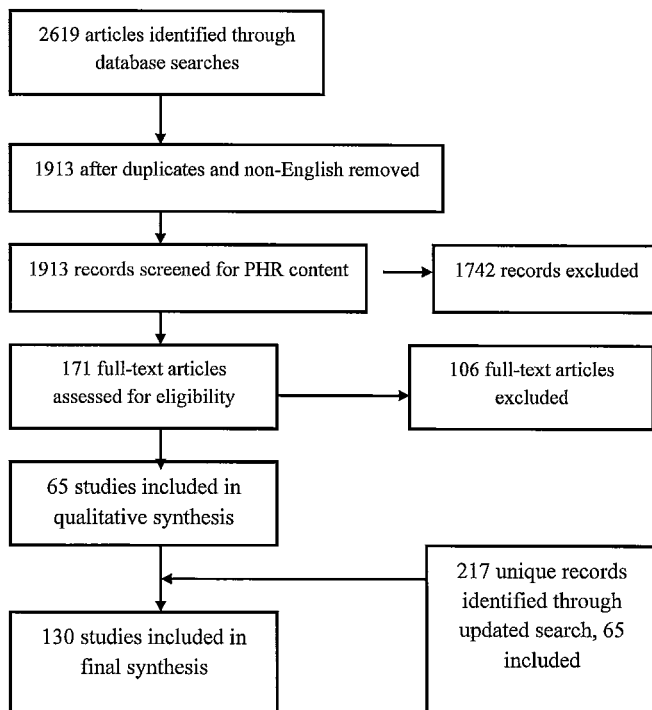 2619 articles identified through
database searches
1913 after duplicates and non-English removed
1913 records screened for PHR content
1742 records excluded
171 full-text articles
assessed for eligibility
106 full-text articles
excluded
65 studies included in
qualitative synthesis
217 unique records
identified through
updated search, 65
included
130 studies included in
final synthesis